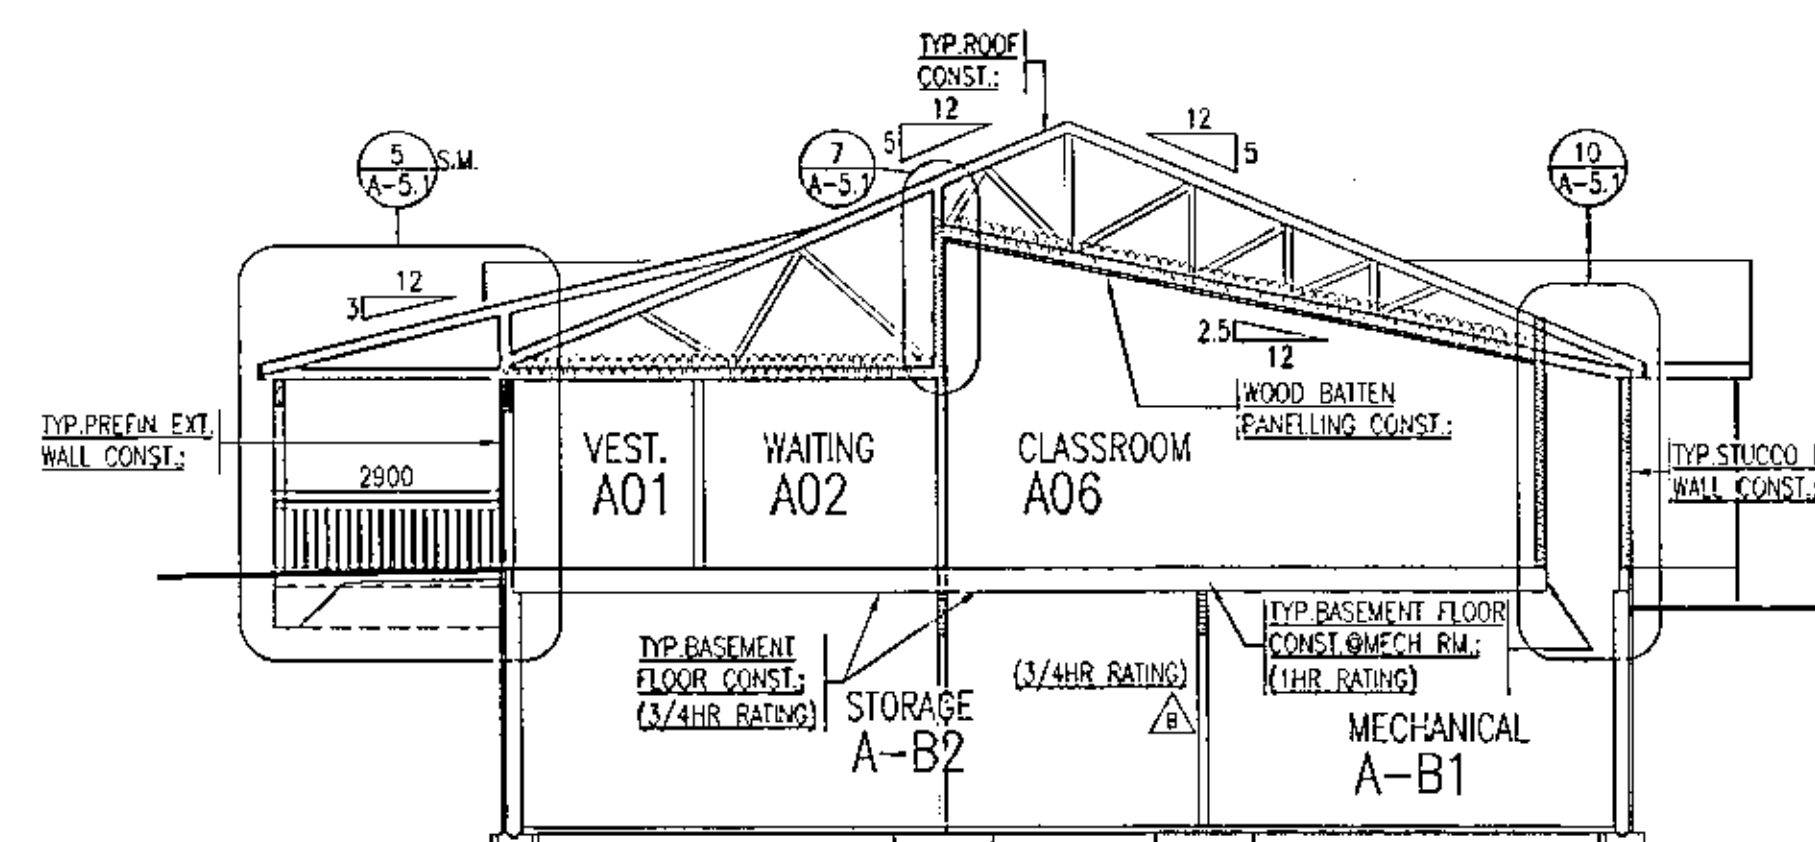 TYP.ROOF
CONST.:
12
5
12
5
5
A-5.1
S.M.
7
A-5.1
10
A-5.1
12
3
2.5
12
WOOD BATTEN
PANELLING CONST.:
TYP.PREFIN EXT.
WALL CONST.:
VEST.
A01
WAITING
A02
CLASSROOM
A06
TYP.STUCCO
WALL CONST.:
2900
TYP.BASEMENT
FLOOR CONST.:
(3/4HR RATING)
STORAGE
A-B2
(3/4HR RATING)
B
TYP.BASEMENT FLOOR
CONST.@MECH RM.:
(1HR RATING)
MECHANICAL
A-B1